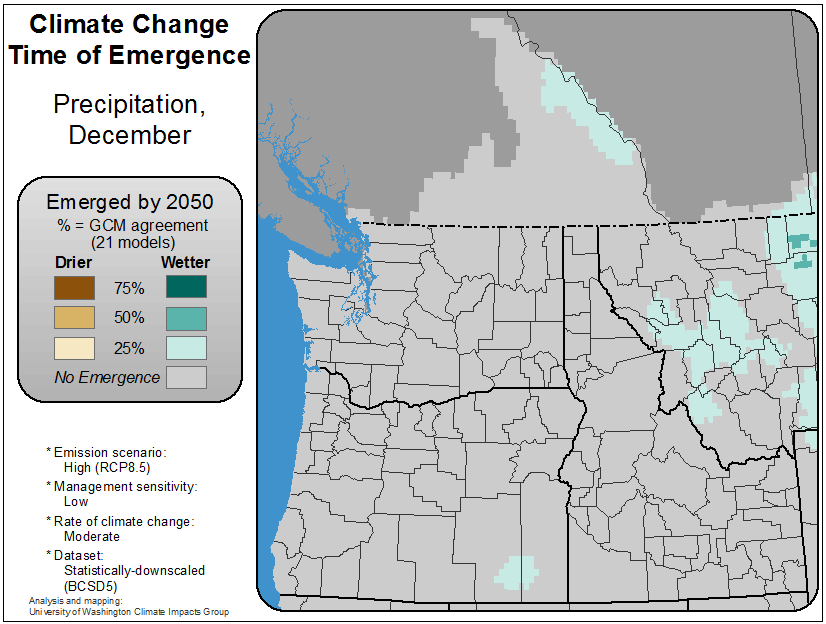 Climate Change
Time of Emergence
Precipitation,
December
Emerged by 2050
% = GCM agreement
(21 models)
Drier Wetter
75%
50%
25%
No Emergence
* Emission scenario:
High (RCP8.5)
* Management sensitivity:
Low
* Rate of climate change:
Moderate
* Dataset:
Statistically-downscaled
(BCSD5)
Analysis and mapping:
University of Washington Climate Impacts Group